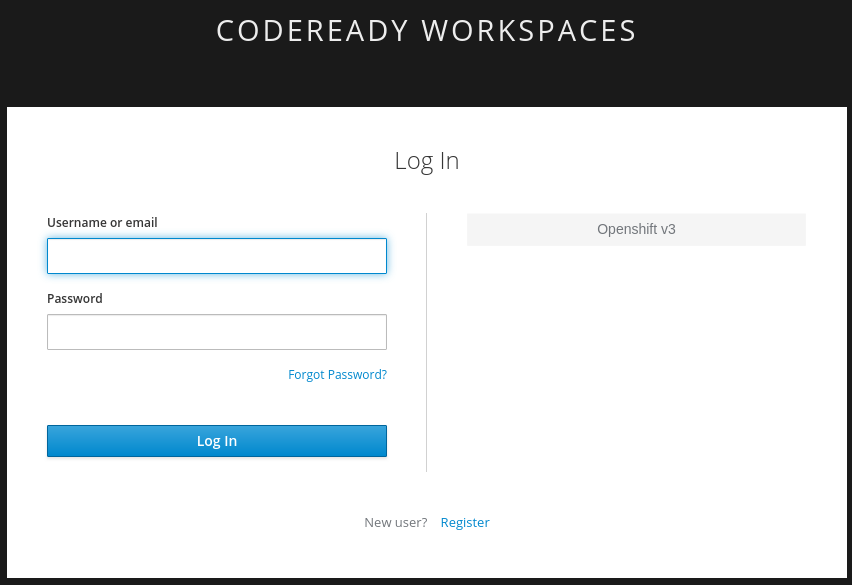 CODEREADY WORKSPACES
Log In
Username or email
Password
Forgot Password?
Log In
Openshift v3
New user? Register